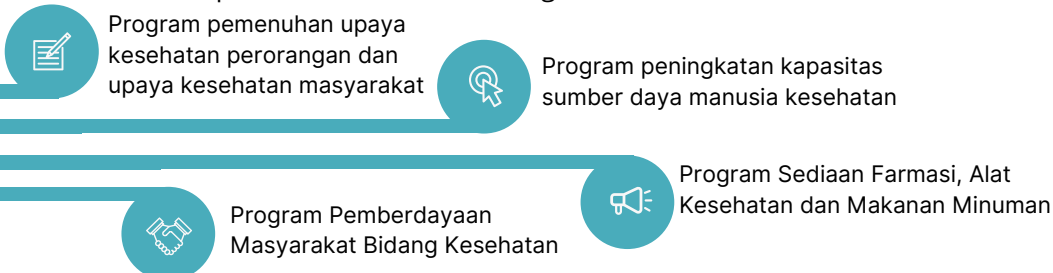 Program pemenuhan upaya
kesehatan perorangan dan
upaya kesehatan masyarakat
Program peningkatan kapasitas
sumber daya manusia kesehatan
Program Sediaan Farmasi, Alat
Kesehatan dan Makanan Minuman
Program Pemberdayaan
Masyarakat Bidang Kesehatan